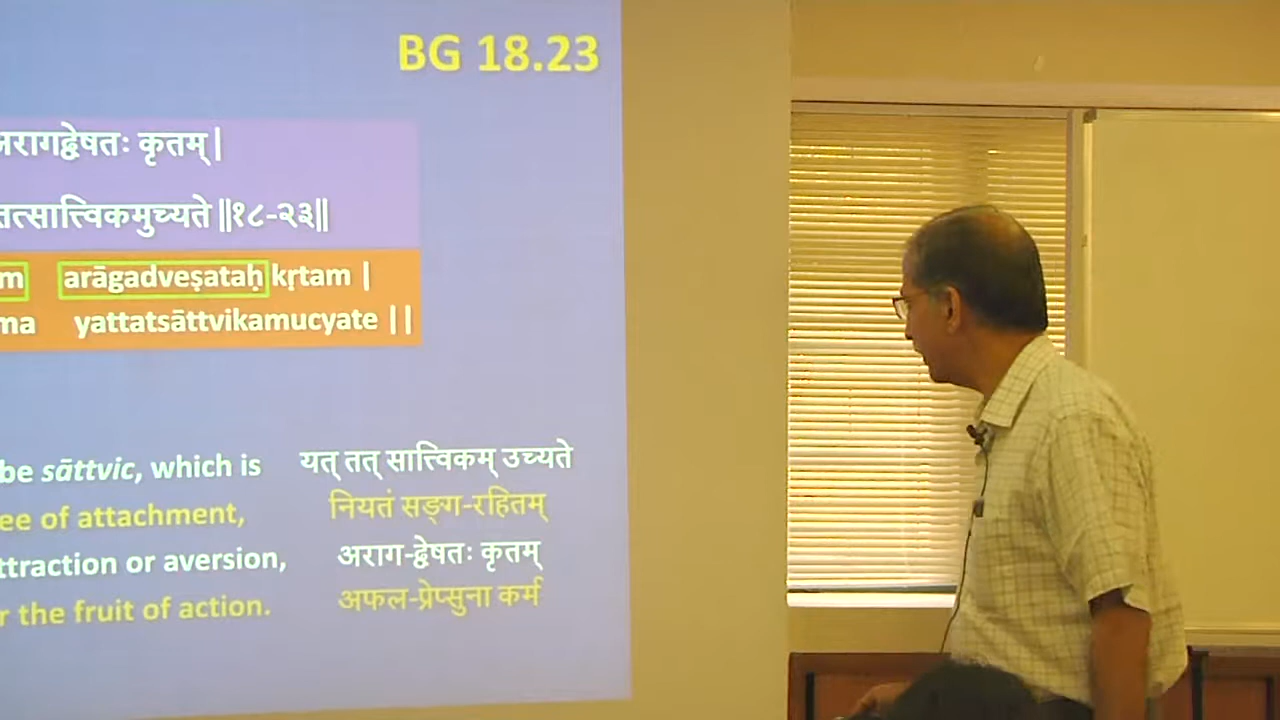 BG 18.23
अरागद्वेषतः कृतम् |
तत्सात्त्विकमुच्यते ||१८-२३||
m arāgadveṣataḥ kṛtam |
ma yattatsāttvikamucyate ||
be sāttvic, which is यत् तत् सात्त्विकम् उच्यते
ee of attachment, नियतं सङ्ग-रहितम्
ttraction or aversion, अराग-द्वेषतः कृतम्
r the fruit of action. अफल-प्रेप्सुना कर्म